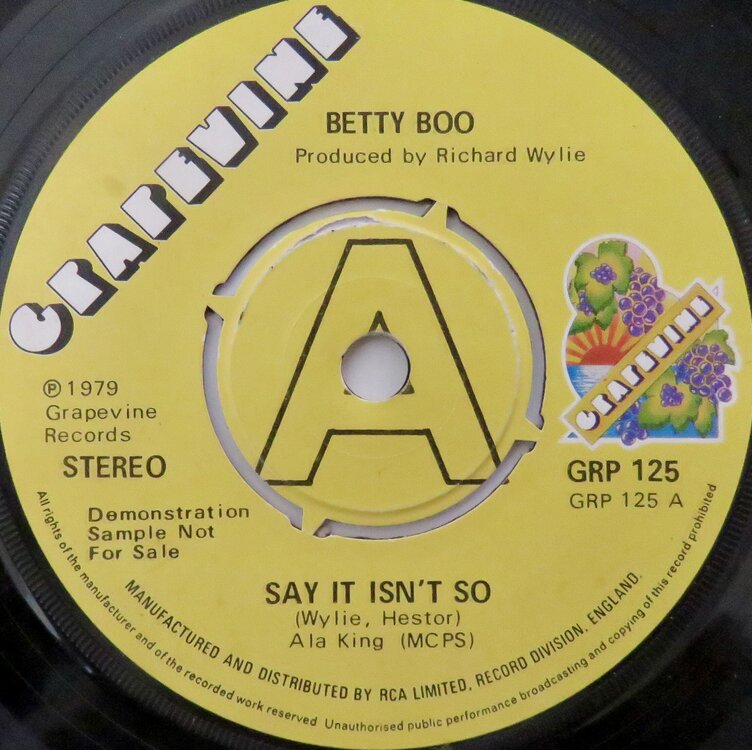 GRAPEVINE
BETTY BOO
Produced by Richard Wylie
A
GRAPEVINE
℗ 1979
Grapevine
Records
STEREO
GRP 125
GRP 125 A
Demonstration
Sample Not
For Sale
SAY IT ISN'T SO
(Wylie, Hestor)
Ala King (MCPS)
MANUFACTURED AND DISTRIBUTED BY RCA LIMITED, RECORD DIVISION, ENGLAND.
All rights of the manufacturer and of the recorded work reserved Unauthorised public performance broadcasting and copying of this record prohibited